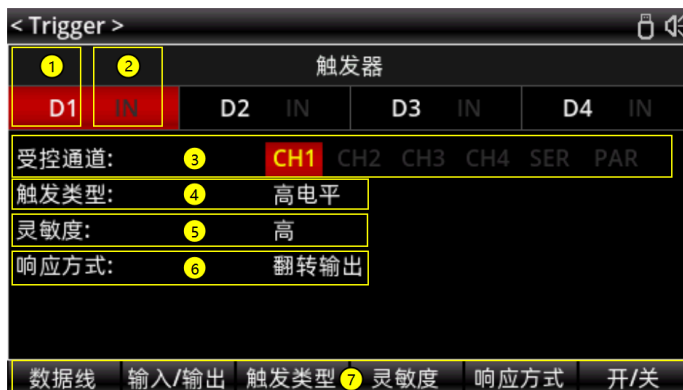 < Trigger >
1 2 触发器
D1 IN D2 IN D3 IN D4 IN
受控通道: 3 CH1 CH2 CH3 CH4 SER PAR
触发类型: 4 高电平
灵敏度: 5 高
响应方式: 6 翻转输出
数据线 输入/输出 触发类型 7 灵敏度 响应方式 开/关